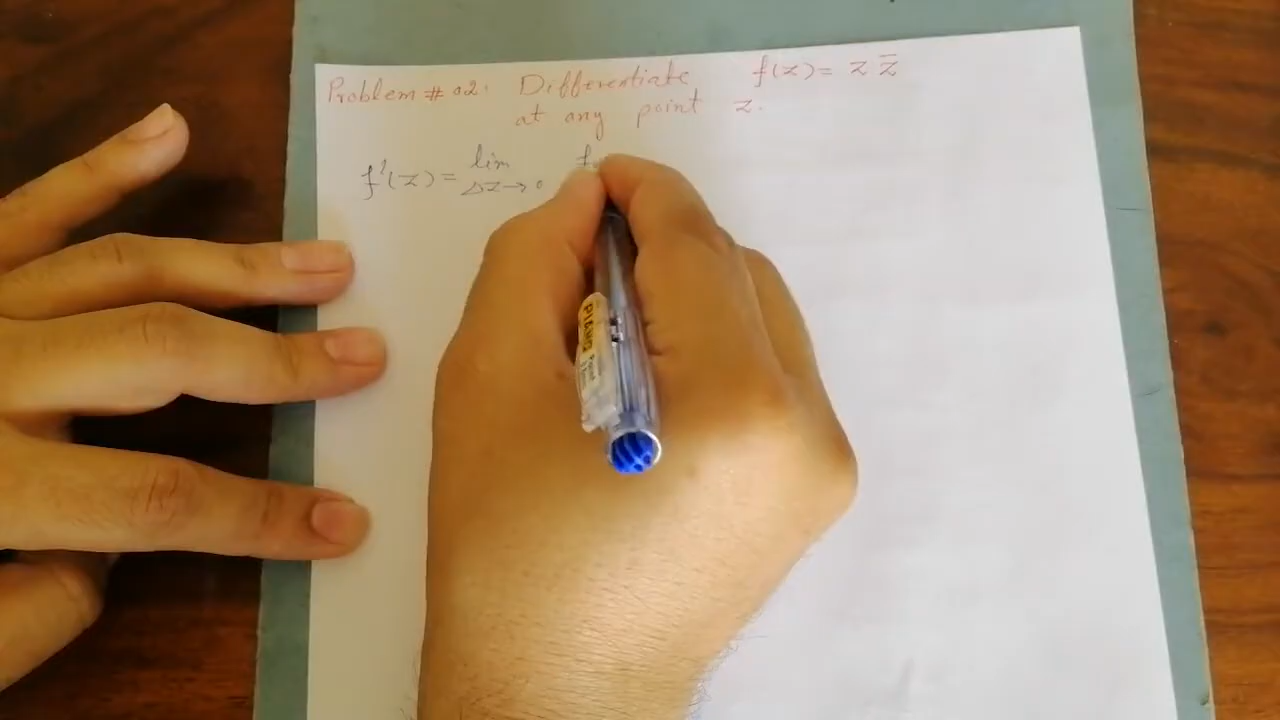 Problem # 02: Differentiate f(z) = z z̄
at any point z.
f'(z) = lim f
Δz→0